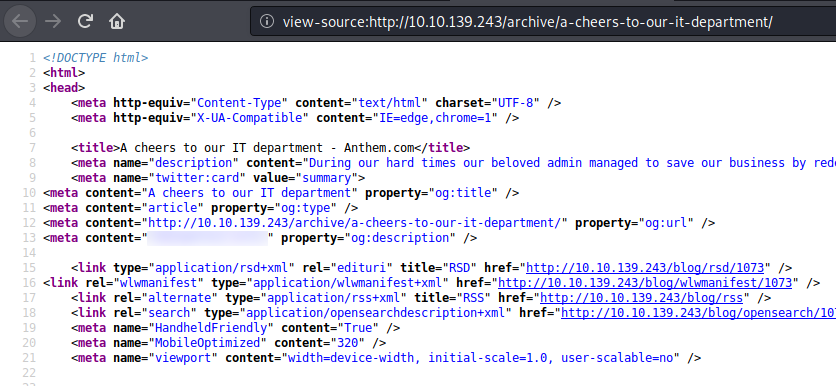 view-source:http://10.10.139.243/archive/a-cheers-to-our-it-department/
1 <!DOCTYPE html>
2 <html>
3 <head>
4 <meta http-equiv="Content-Type" content="text/html" charset="UTF-8" />
5 <meta http-equiv="X-UA-Compatible" content="IE=edge,chrome=1" />
6
7 <title>A cheers to our IT department - Anthem.com</title>
8 <meta name="description" content="During our hard times our beloved admin managed to save our business by rede
9 <meta name="twitter:card" value="summary">
10 <meta content="A cheers to our IT department" property="og:title" />
11 <meta content="article" property="og:type" />
12 <meta content="http://10.10.139.243/archive/a-cheers-to-our-it-department/" property="og:url" />
13 <meta content=" " property="og:description" />
14
15 <link type="application/rsd+xml" rel="edituri" title="RSD" href="http://10.10.139.243/blog/rsd/1073" />
16 <link rel="wlwmanifest" type="application/wlwmanifest+xml" href="http://10.10.139.243/blog/wlwmanifest/1073" />
17 <link rel="alternate" type="application/rss+xml" title="RSS" href="http://10.10.139.243/blog/rss" />
18 <link rel="search" type="application/opensearchdescription+xml" href="http://10.10.139.243/blog/opensearch/107
19 <meta name="HandheldFriendly" content="True" />
20 <meta name="MobileOptimized" content="320" />
21 <meta name="viewport" content="width=device-width, initial-scale=1.0, user-scalable=no" />
22